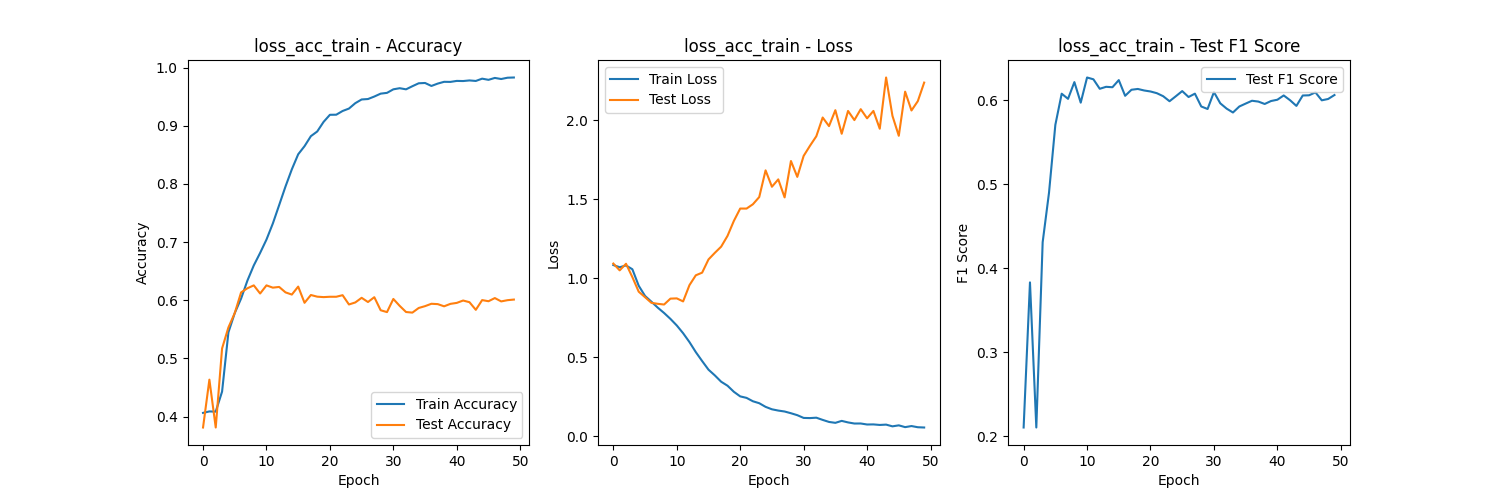 loss_acc_train - Accuracy
Accuracy
1.0
0.9
0.8
0.7
0.6
0.5
0.4
Train Accuracy
Test Accuracy
0 10 20 30 40 50
Epoch
loss_acc_train - Loss
Loss
Train Loss
Test Loss
2.0
1.5
1.0
0.5
0.0
0 10 20 30 40 50
Epoch
loss_acc_train - Test F1 Score
F1 Score
Test F1 Score
0.6
0.5
0.4
0.3
0.2
0 10 20 30 40 50
Epoch